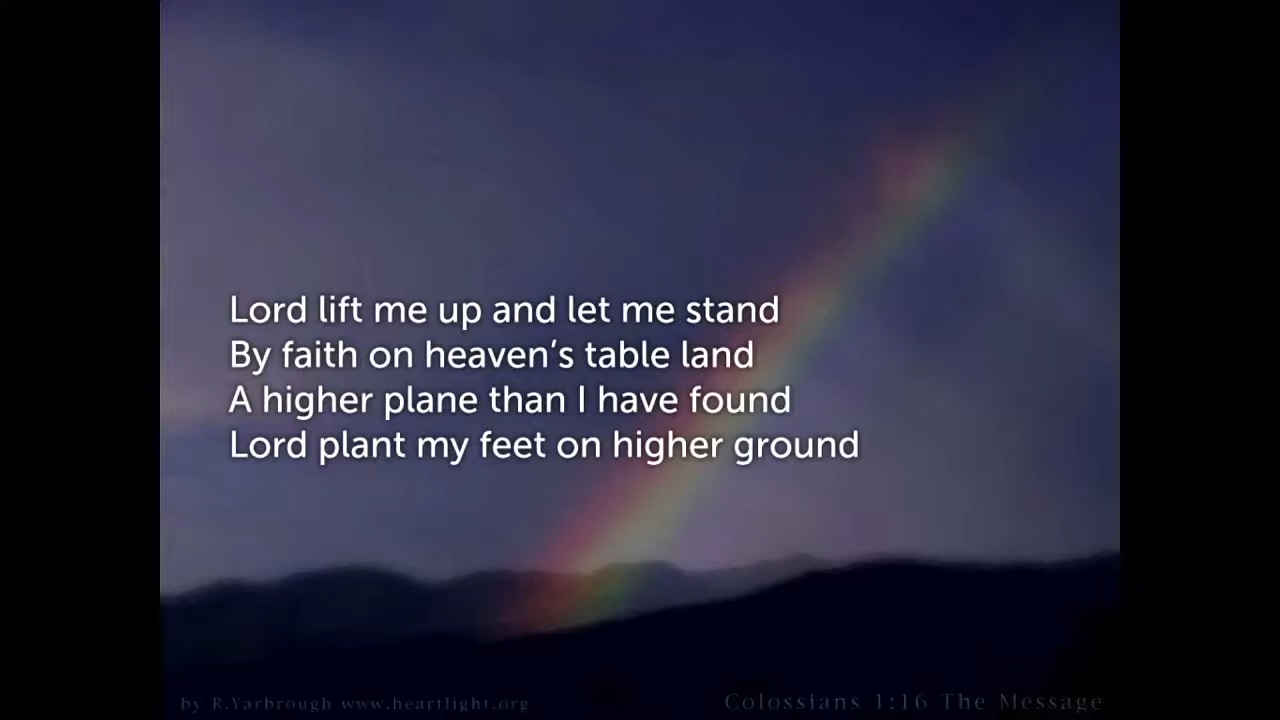 Lord lift me up and let me stand
By faith on heaven’s table land
A higher plane than I have found
Lord plant my feet on higher ground
by R.Yarbrough www.heartlight.org
Colossians 1:16 The Message